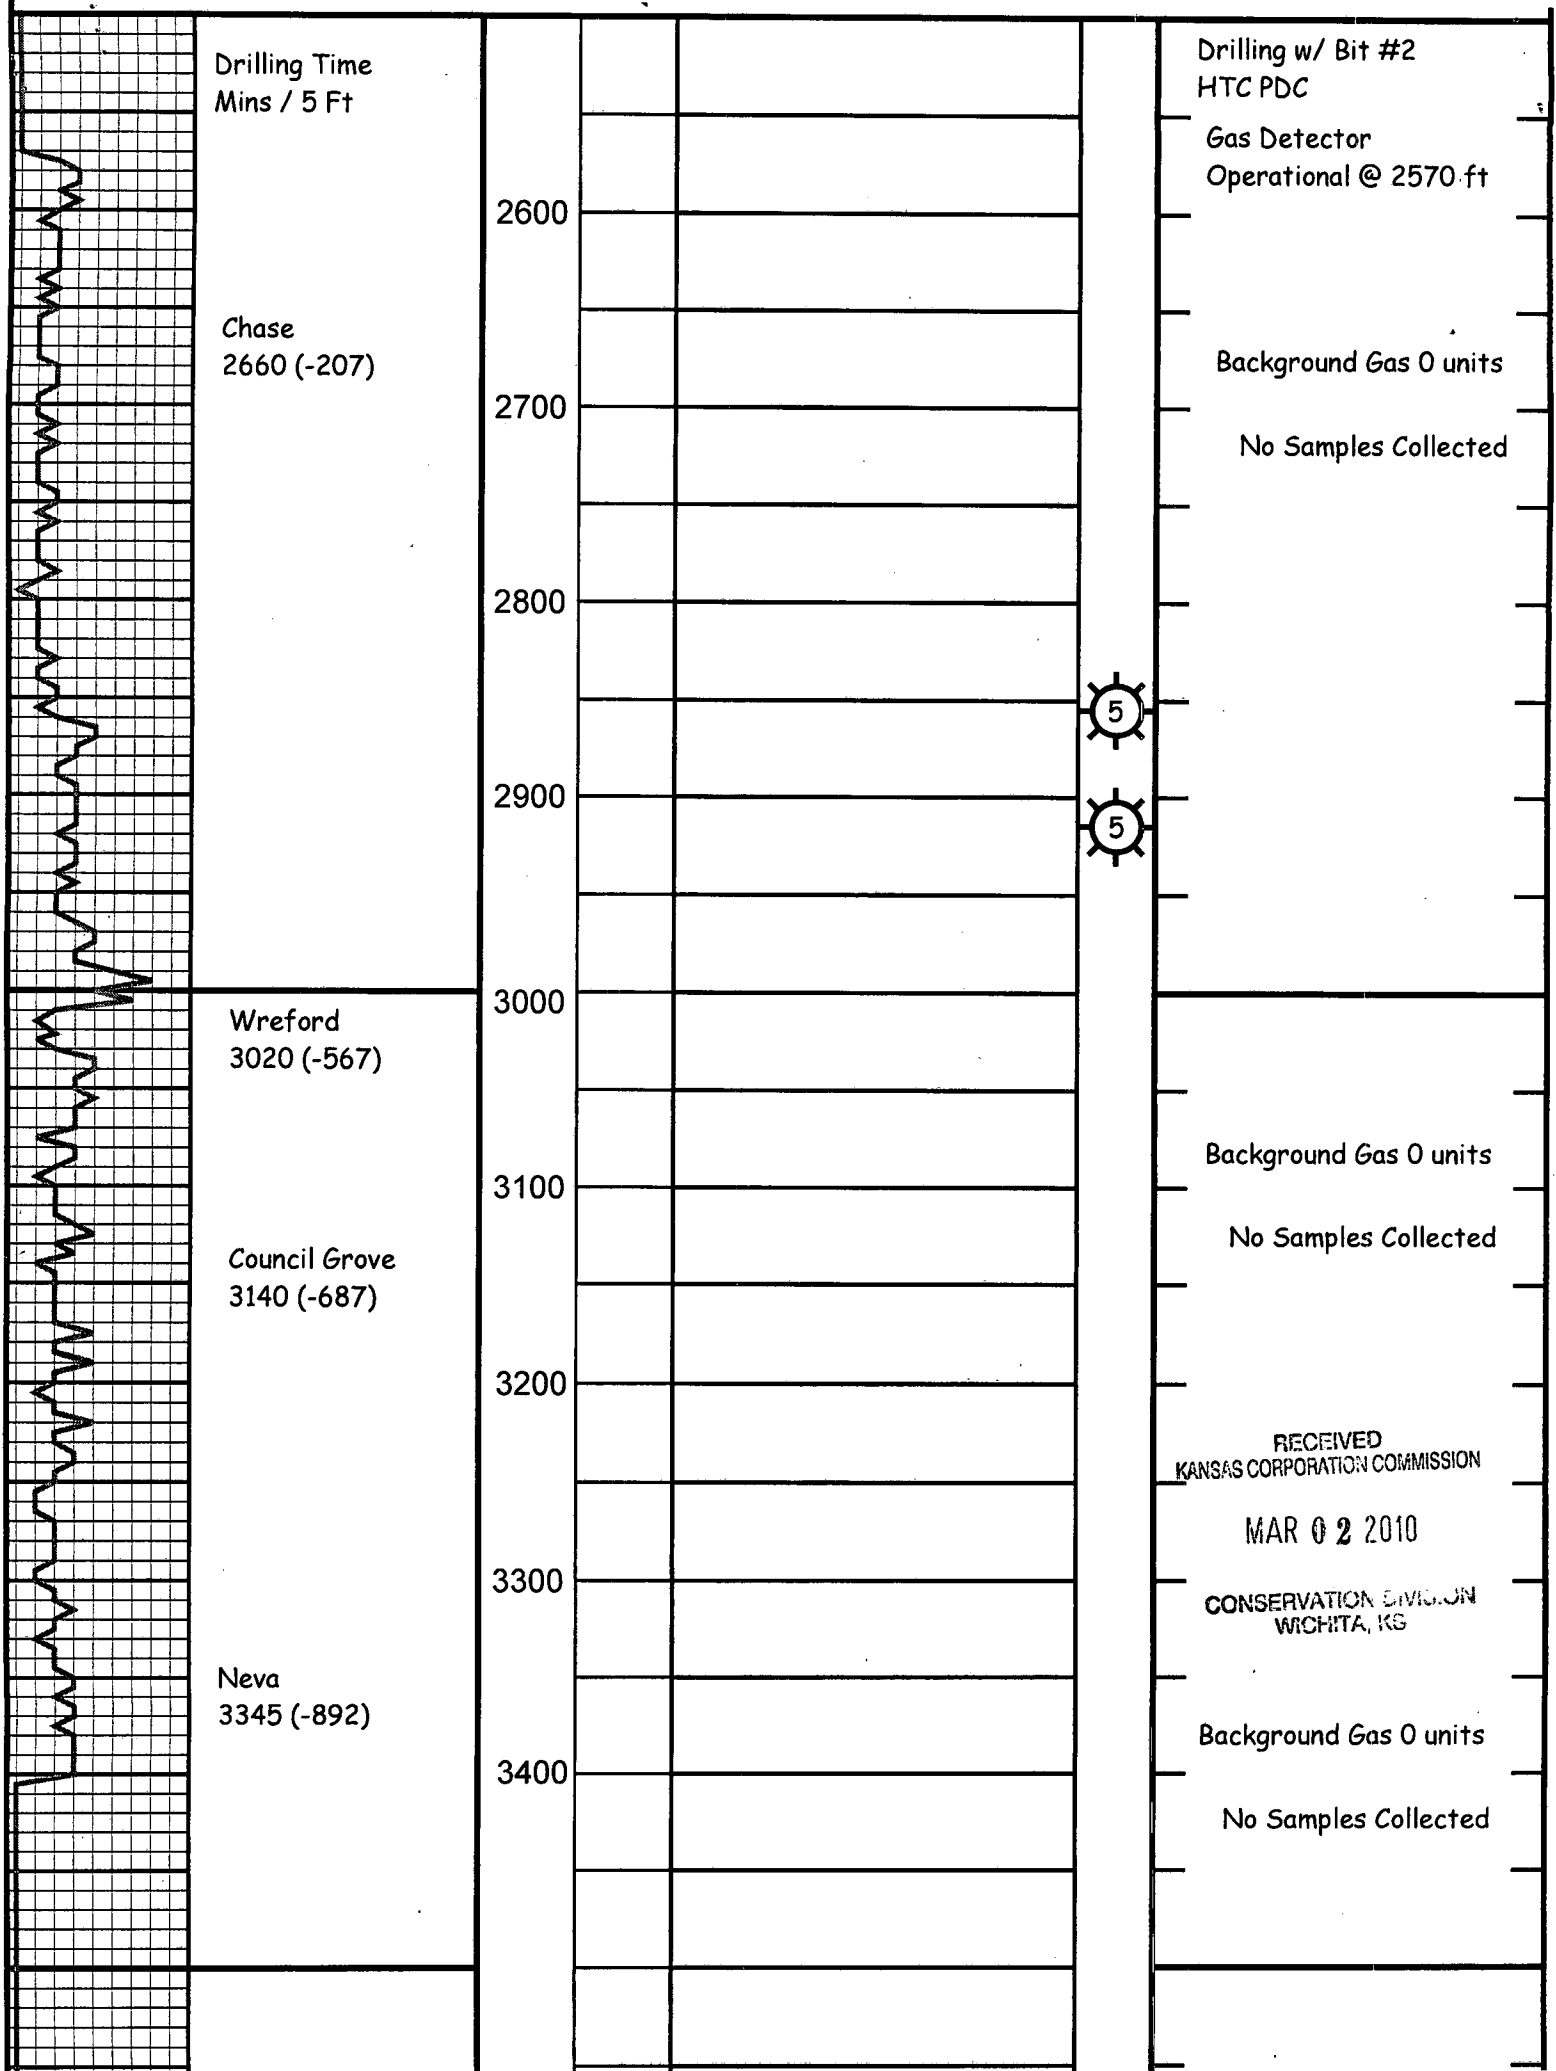 Drilling Time
Mins / 5 Ft
Drilling w/ Bit #2
HTC PDC
Gas Detector
Operational @ 2570 ft
2600
Chase
2660 (-207)
Background Gas 0 units
2700
No Samples Collected
2800
5
2900
5
3000
Wreford
3020 (-567)
Background Gas 0 units
3100
No Samples Collected
Council Grove
3140 (-687)
3200
RECEIVED
KANSAS CORPORATION COMMISSION
MAR 02 2010
3300
CONSERVATION DIVISION
WICHITA, KS
Neva
3345 (-892)
Background Gas 0 units
3400
No Samples Collected